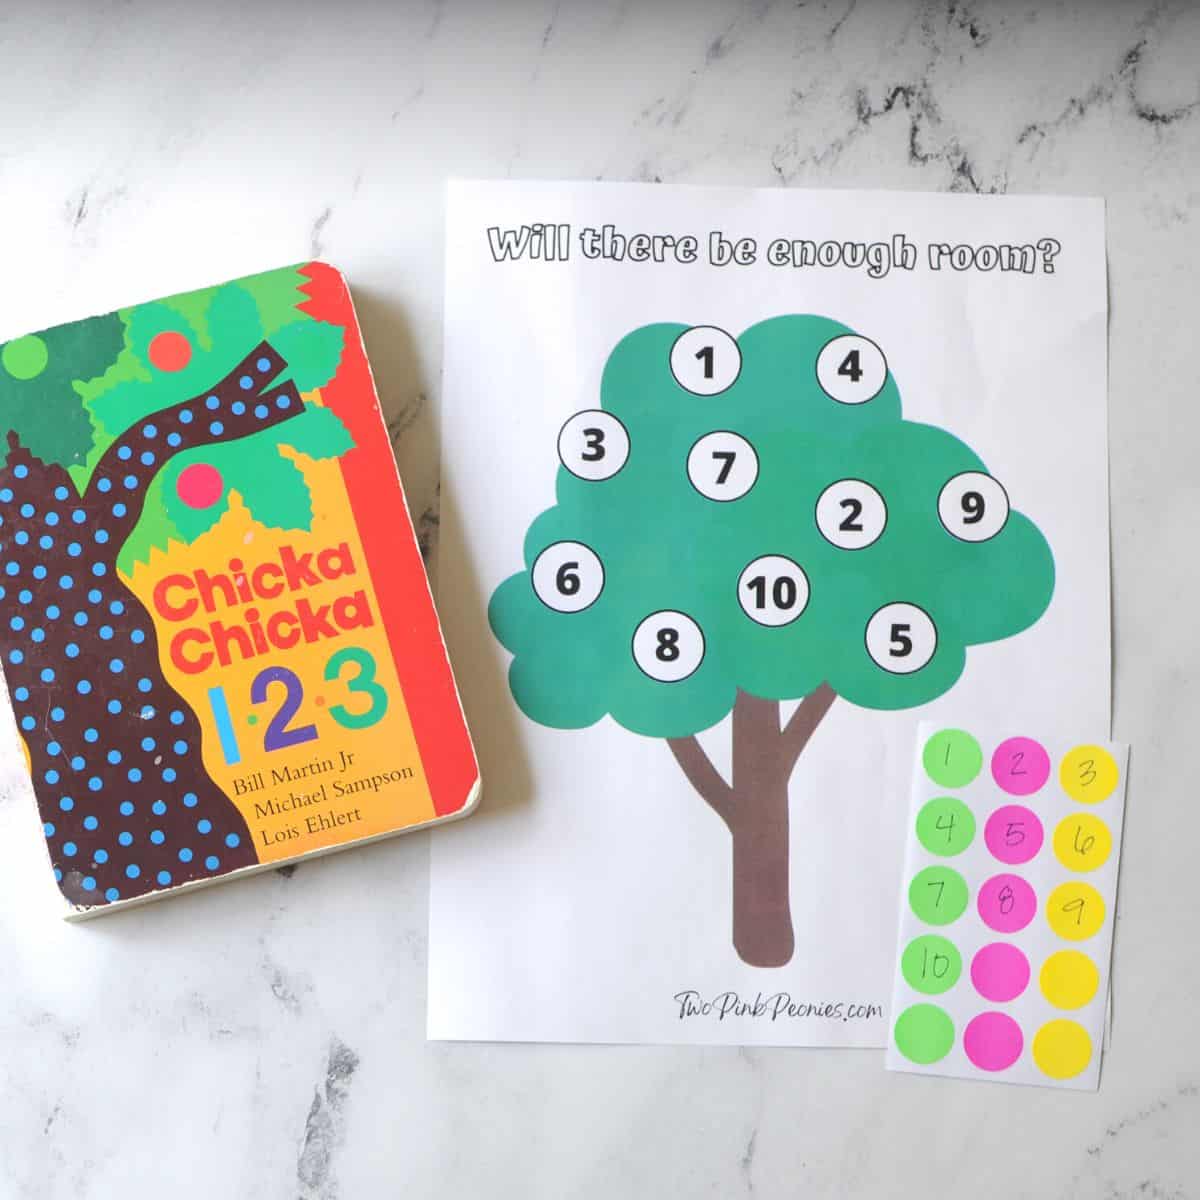 Chicka
Chicka
1·2·3
Bill Martin Jr
Michael Sampson
Lois Ehlert
Will there be enough room?
1
4
3
7
2
9
6
10
8
5
TwoPinkPeonies.com
1 2 3
4 5 6
7 8 9
10